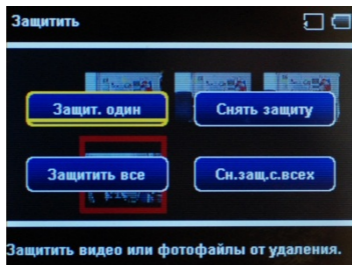 Защитить
Защит. один
Снять защиту
Защитить все
Сн.защ.с.всех
Защитить видео или фотофайлы от удаления.